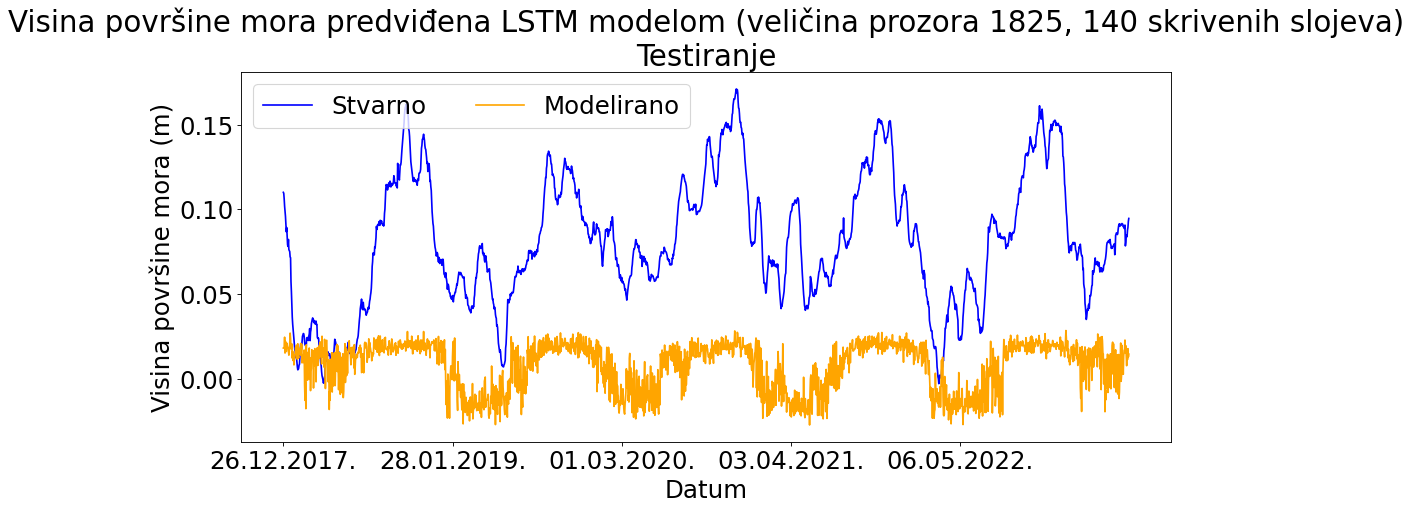 Visina površine mora predviđena LSTM modelom (veličina prozora 1825, 140 skrivenih slojeva)
Testiranje
Stvarno
Modelirano
Visina površine mora (m)
0.15
0.10
0.05
0.00
26.12.2017.
28.01.2019.
01.03.2020.
03.04.2021.
06.05.2022.
Datum